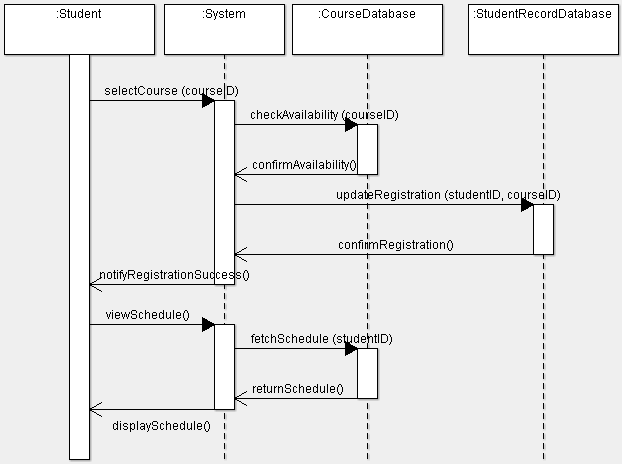 :Student
:System
:CourseDatabase
:StudentRecordDatabase
selectCourse (courseID)
checkAvailability (courseID)
confirmAvailability()
updateRegistration (studentID, courseID)
confirmRegistration()
notifyRegistrationSuccess()
viewSchedule()
fetchSchedule (studentID)
returnSchedule()
displaySchedule()